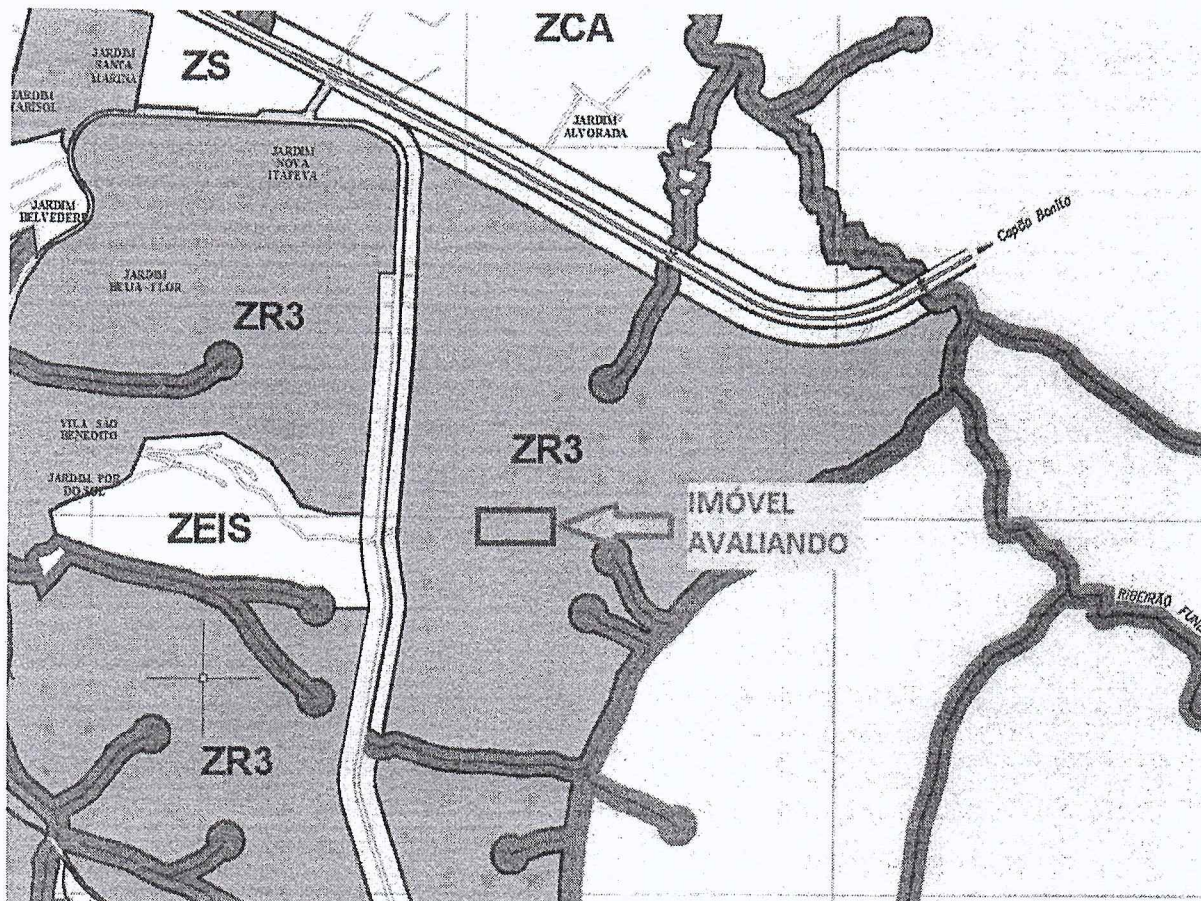 ZCA
ZS
JARDIM
SANTA
MARINA
JARDIM
MARISOL
JARDIM
ALVORADA
JARDIM
NOVA
ITAPEVA
JARDIM
BELVEDERE
Capão Bonito
JARDIM
BEIJA-FLOR
ZR3
VILA SÃO
BENEDITO
ZR3
JARDIM POR
DO SOL
ZEIS
IMÓVEL
AVALIANDO
RIBEIRÃO
ZR3